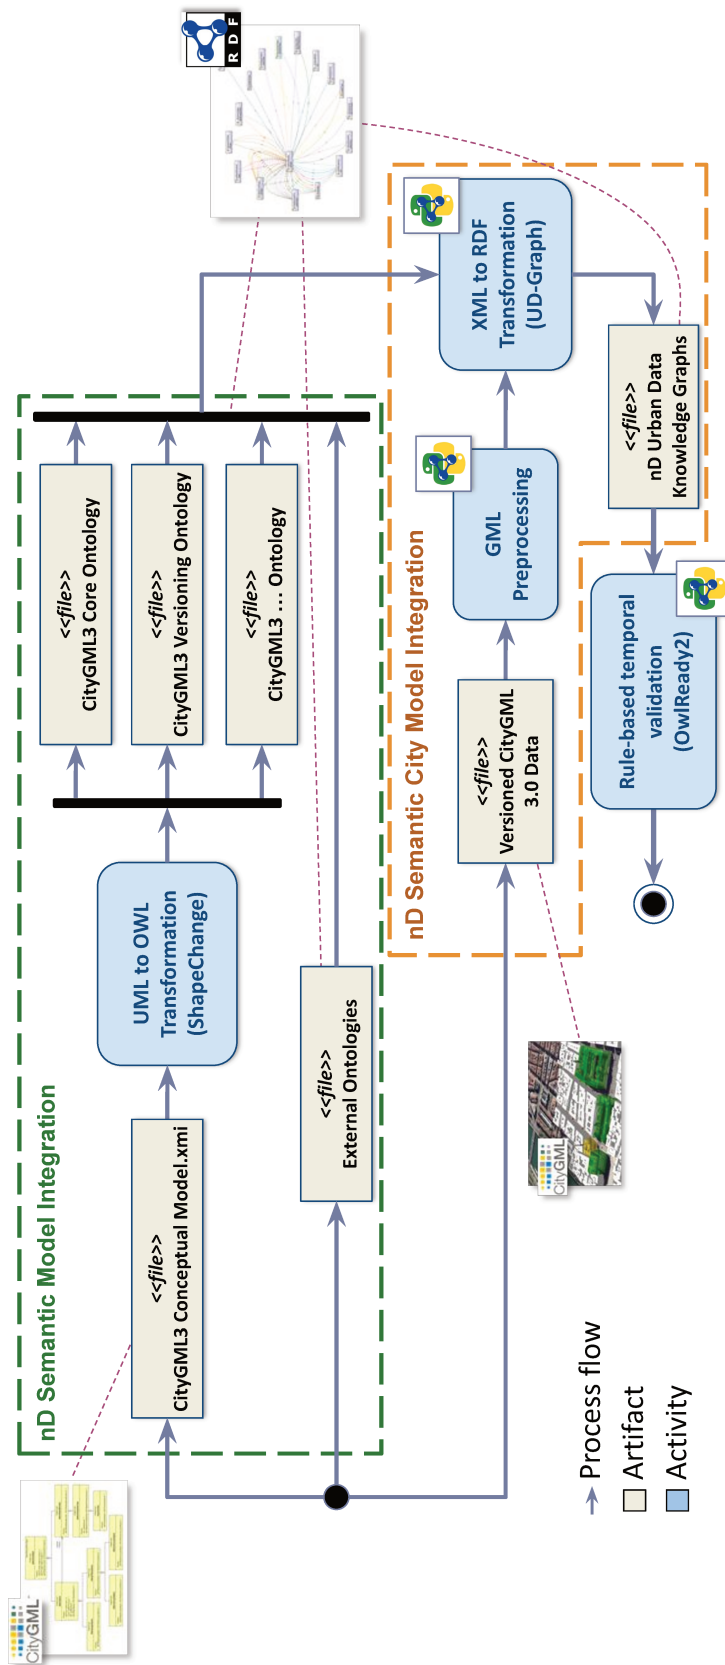 CityGML
nD Semantic Model Integration
<<file>>
CityGML3 Conceptual Model.xmi
UML to OWL
Transformation
(ShapeChange)
<<file>>
CityGML3 Core Ontology
<<file>>
CityGML3 Versioning Ontology
<<file>>
CityGML3 ... Ontology
<<file>>
External Ontologies
RDF
nD Semantic City Model Integration
CityGML
<<file>>
Versioned CityGML
3.0 Data
GML
Preprocessing
XML to RDF
Transformation
(UD-Graph)
<<file>>
nD Urban Data
Knowledge Graphs
Rule-based temporal
validation
(OwlReady2)
Process flow
Artifact
Activity